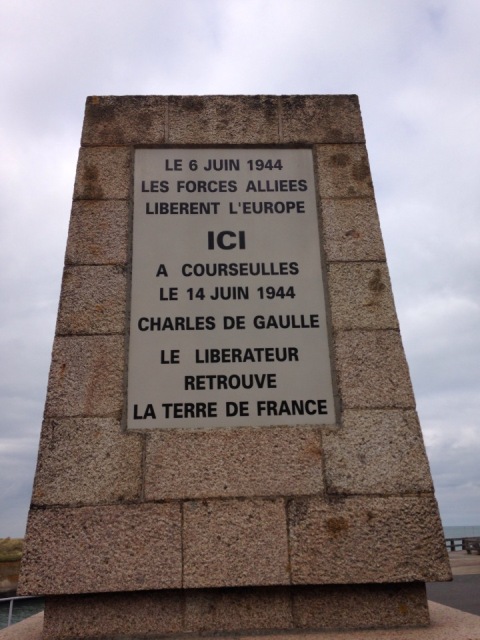 LE 6 JUIN 1944
LES FORCES ALLIEES
LIBERENT L'EUROPE
ICI
A COURSEULLES
LE 14 JUIN 1944
CHARLES DE GAULLE
LE LIBERATEUR
RETROUVE
LA TERRE DE FRANCE